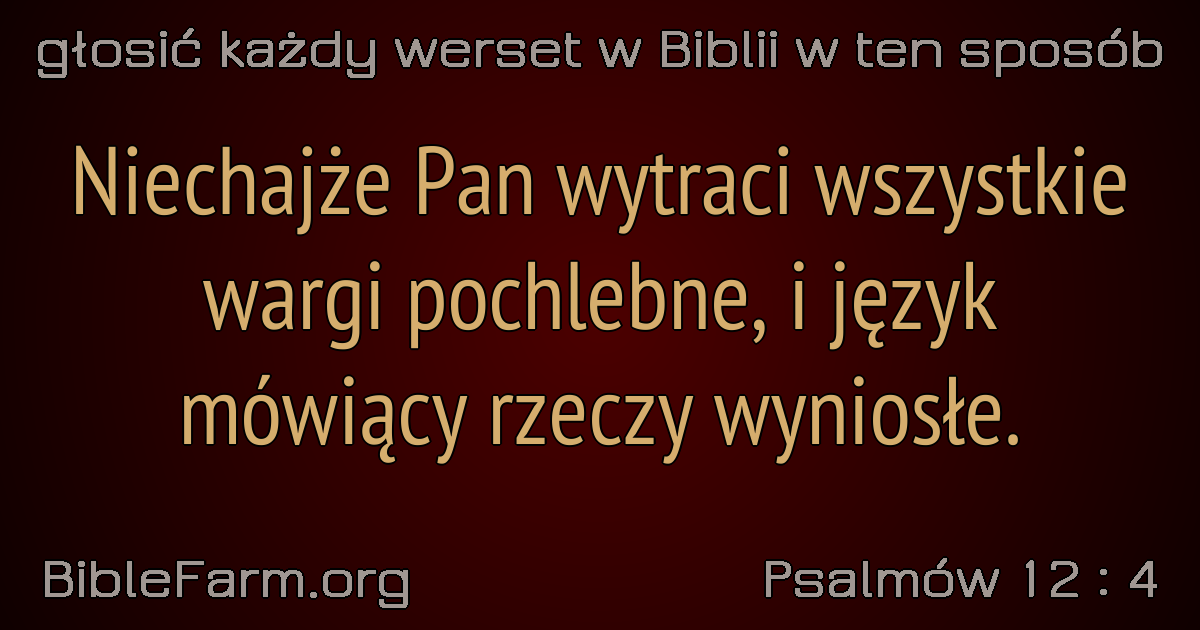 głosić każdy werset w Biblii w ten sposób
Niechajże Pan wytraci wszystkie
wargi pochlebne, i język
mówiący rzeczy wyniosłe.
BibleFarm.org
Psalmów 12 : 4